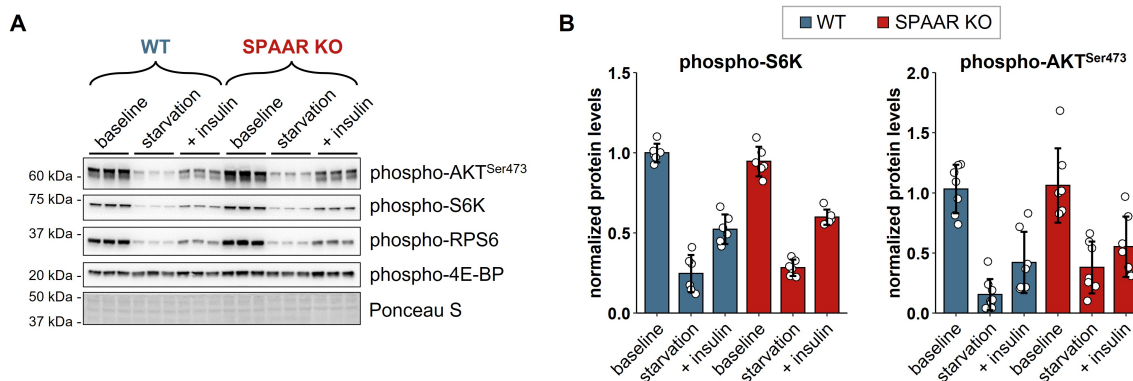 A
WT
SPAAR KO
baseline
starvation
+ insulin
baseline
starvation
+ insulin
60 kDa -
phospho-AKTSer473
75 kDa -
phospho-S6K
37 kDa -
phospho-RPS6
20 kDa -
phospho-4E-BP
50 kDa -
Ponceau S
37 kDa -
B
WT
SPAAR KO
phospho-S6K
normalized protein levels
1.5
1.0
0.5
0.0
baseline
starvation
+ insulin
baseline
starvation
+ insulin
phospho-AKTSer473
normalized protein levels
2.0
1.5
1.0
0.5
0.0
baseline
starvation
+ insulin
baseline
starvation
+ insulin